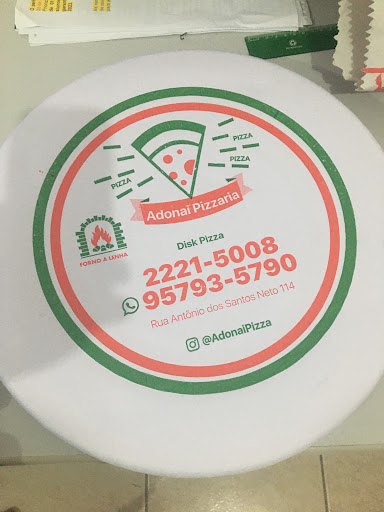 PIZZA
PIZZA
PIZZA
PIZZA
Adonai Pizzaria
FORNO A LENHA
Disk Pizza
2221-5008
95793-5790
Rua Antônio dos Santos Neto 114
@AdonaiPizza